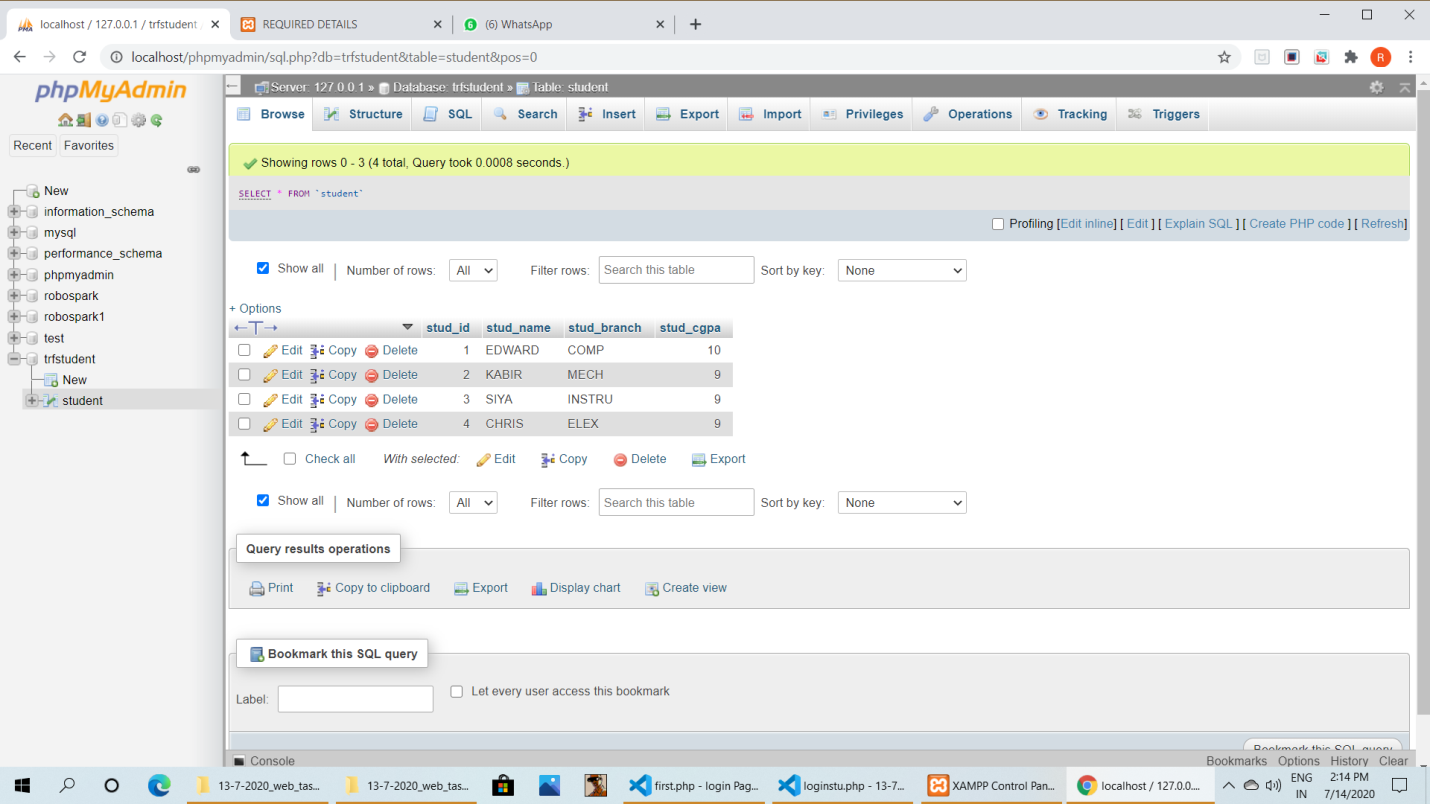 localhost / 127.0.0.1 / trfstudent
REQUIRED DETAILS
(6) WhatsApp
localhost/phpmyadmin/sql.php?db=trfstudent&table=student&pos=0
R
phpMyAdmin
Recent
Favorites
New
information_schema
mysql
performance_schema
phpmyadmin
robospark
robospark1
test
trfstudent
New
student
Server: 127.0.0.1 » Database: trfstudent » Table: student
Browse Structure SQL Search Insert Export Import Privileges Operations Tracking Triggers
Showing rows 0 - 3 (4 total, Query took 0.0008 seconds.)
SELECT * FROM `student`
Profiling [Edit inline] [ Edit ] [ Explain SQL ] [ Create PHP code ] [ Refresh]
Show all | Number of rows: All Filter rows: Search this table Sort by key: None
+ Options
stud_id stud_name stud_branch stud_cgpa
Edit Copy Delete 1 EDWARD COMP 10
Edit Copy Delete 2 KABIR MECH 9
Edit Copy Delete 3 SIYA INSTRU 9
Edit Copy Delete 4 CHRIS ELEX 9
Check all With selected: Edit Copy Delete Export
Show all | Number of rows: All Filter rows: Search this table Sort by key: None
Query results operations
Print Copy to clipboard Export Display chart Create view
Bookmark this SQL query
Label: Let every user access this bookmark
Bookmark this SQL query
Console
Bookmarks Options History Clear
13-7-2020_web_tas...
13-7-2020_web_tas...
first.php - login Pag...
loginstu.php - 13-7...
XAMPP Control Pan...
localhost / 127.0.0....
ENG
IN
2:14 PM
7/14/2020